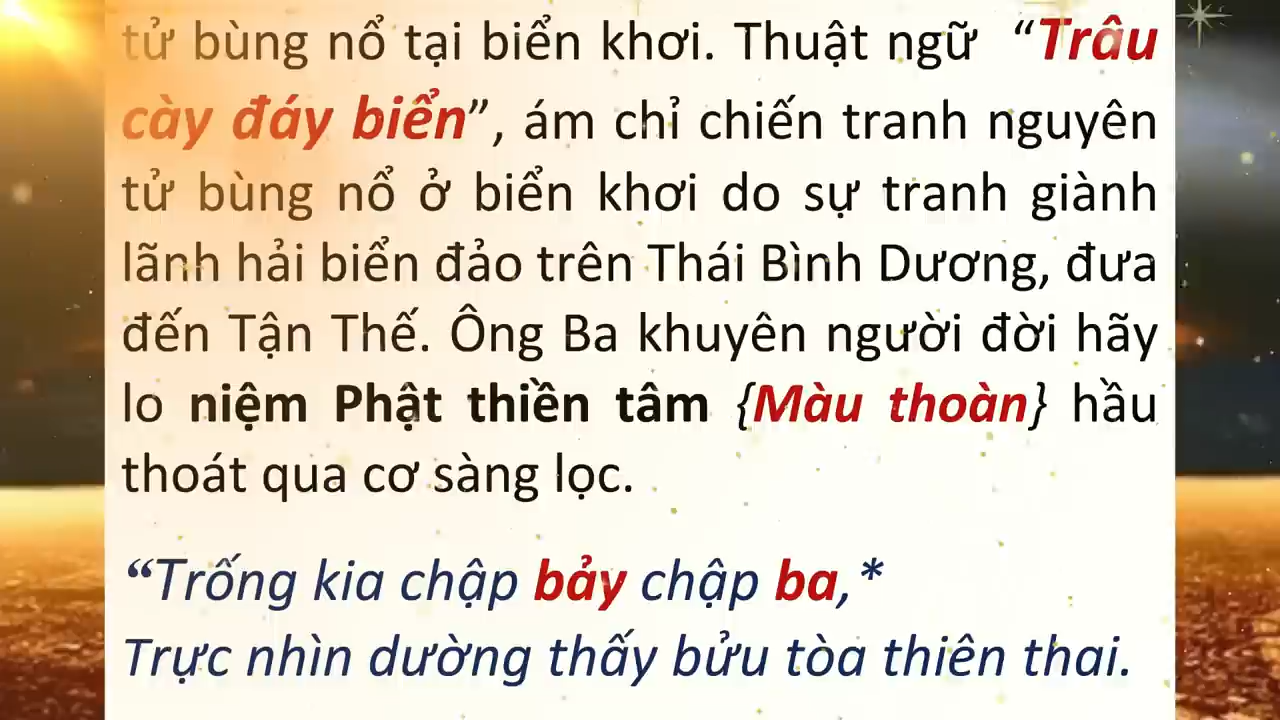 tử bùng nổ tại biển khơi. Thuật ngữ “Trâu
cày đáy biển”, ám chỉ chiến tranh nguyên
tử bùng nổ ở biển khơi do sự tranh giành
lãnh hải biển đảo trên Thái Bình Dương, đưa
đến Tận Thế. Ông Ba khuyên người đời hãy
lo niệm Phật thiền tâm {Màu thoàn} hầu
thoát qua cơ sàng lọc.
“Trống kia chập bảy chập ba,*
Trực nhìn dường thấy bửu tòa thiên thai.